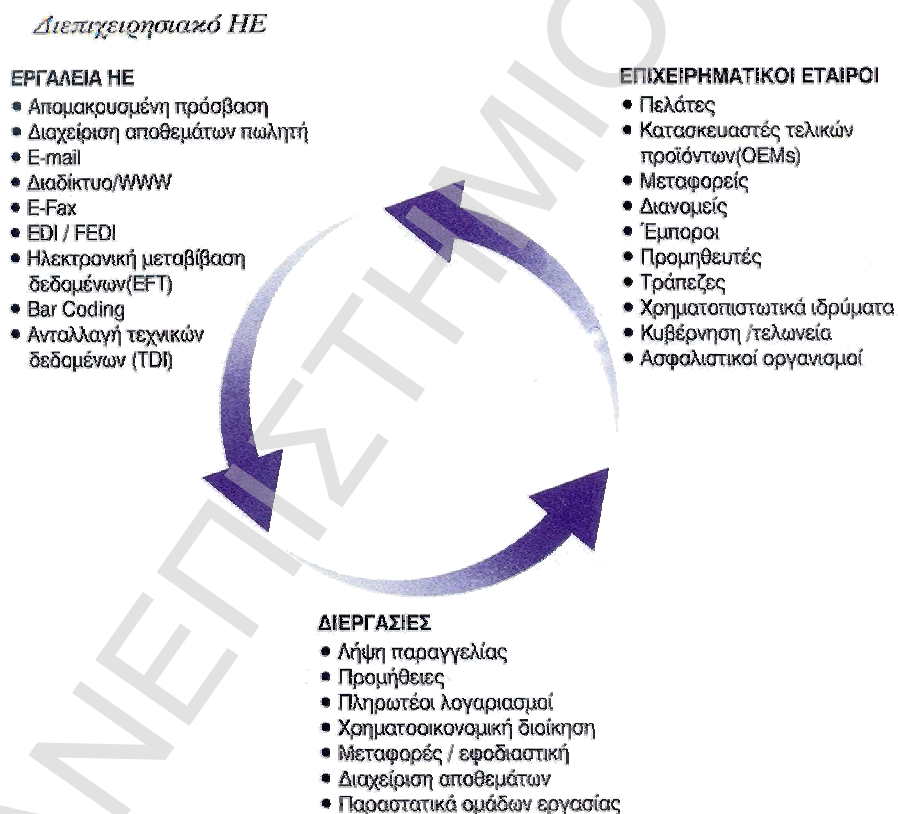 Διεπιχειρησιακό ΗΕ
ΕΡΓΑΛΕΙΑ ΗΕ
• Απομακρυσμένη πρόσβαση
• Διαχείριση αποθεμάτων πωλητή
• E-mail
• Διαδίκτυο/WWW
• E-Fax
• EDI / FEDI
• Ηλεκτρονική μεταβίβαση
δεδομένων(EFT)
• Bar Coding
• Ανταλλαγή τεχνικών
δεδομένων (TDI)
ΕΠΙΧΕΙΡΗΜΑΤΙΚΟΙ ΕΤΑΙΡΟΙ
• Πελάτες
• Κατασκευαστές τελικών
προϊόντων(OEMs)
• Μεταφορείς
• Διανομείς
• Έμποροι
• Προμηθευτές
• Τράπεζες
• Χρηματοπιστωτικά ιδρύματα
• Κυβέρνηση /τελωνεία
• Ασφαλιστικοί οργανισμοί
ΔΙΕΡΓΑΣΙΕΣ
• Λήψη παραγγελίας
• Προμήθειες
• Πληρωτέοι λογαριασμοί
• Χρηματοοικονομική διοίκηση
• Μεταφορές / εφοδιαστική
• Διαχείριση αποθεμάτων
• Παραστατικά ομάδων εργασίας
ΑΝΕΠΙΣΤΗΜΙΟ